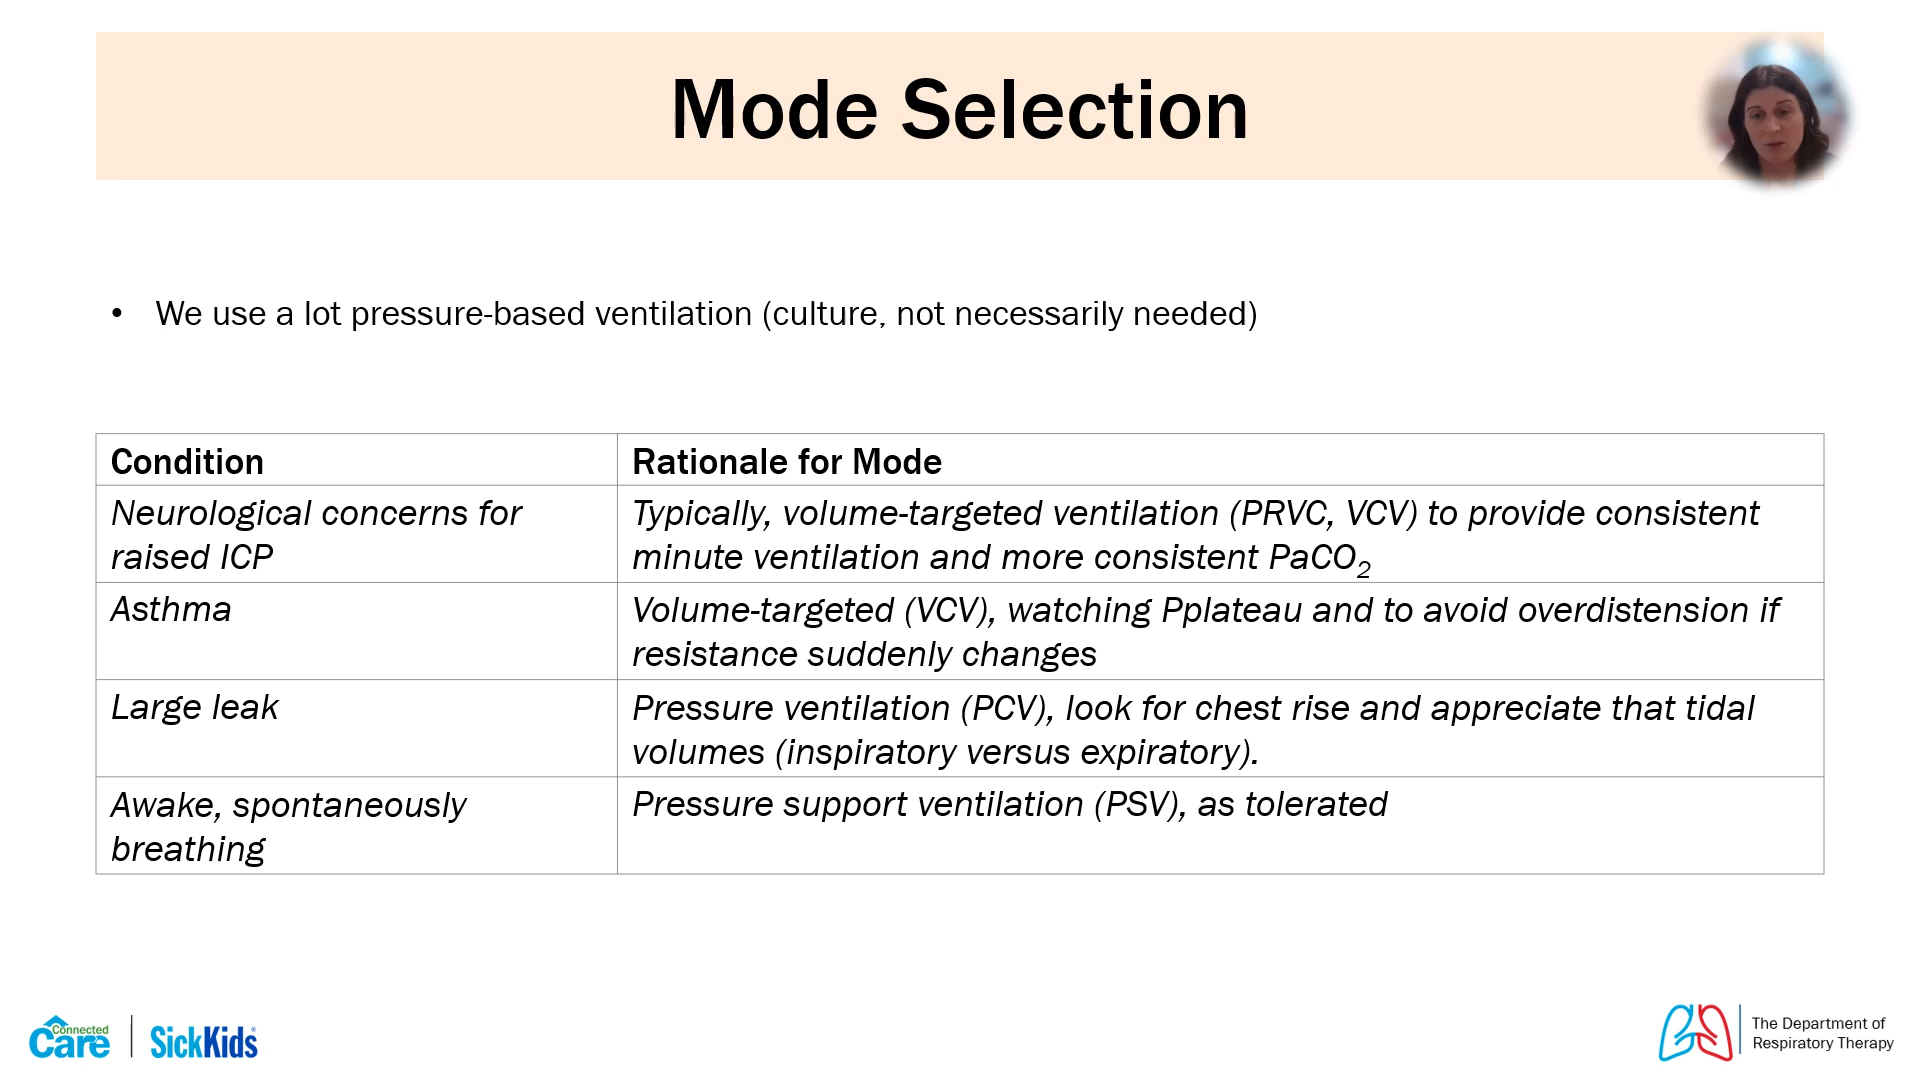 Mode Selection
• We use a lot pressure-based ventilation (culture, not necessarily needed)
Condition
Rationale for Mode
Neurological concerns for
raised ICP
Typically, volume-targeted ventilation (PRVC, VCV) to provide consistent
minute ventilation and more consistent PaCO2
Asthma
Volume-targeted (VCV), watching Pplateau and to avoid overdistension if
resistance suddenly changes
Large leak
Pressure ventilation (PCV), look for chest rise and appreciate that tidal
volumes (inspiratory versus expiratory).
Awake, spontaneously
breathing
Pressure support ventilation (PSV), as tolerated
Connected
Care
SickKids
The Department of
Respiratory Therapy